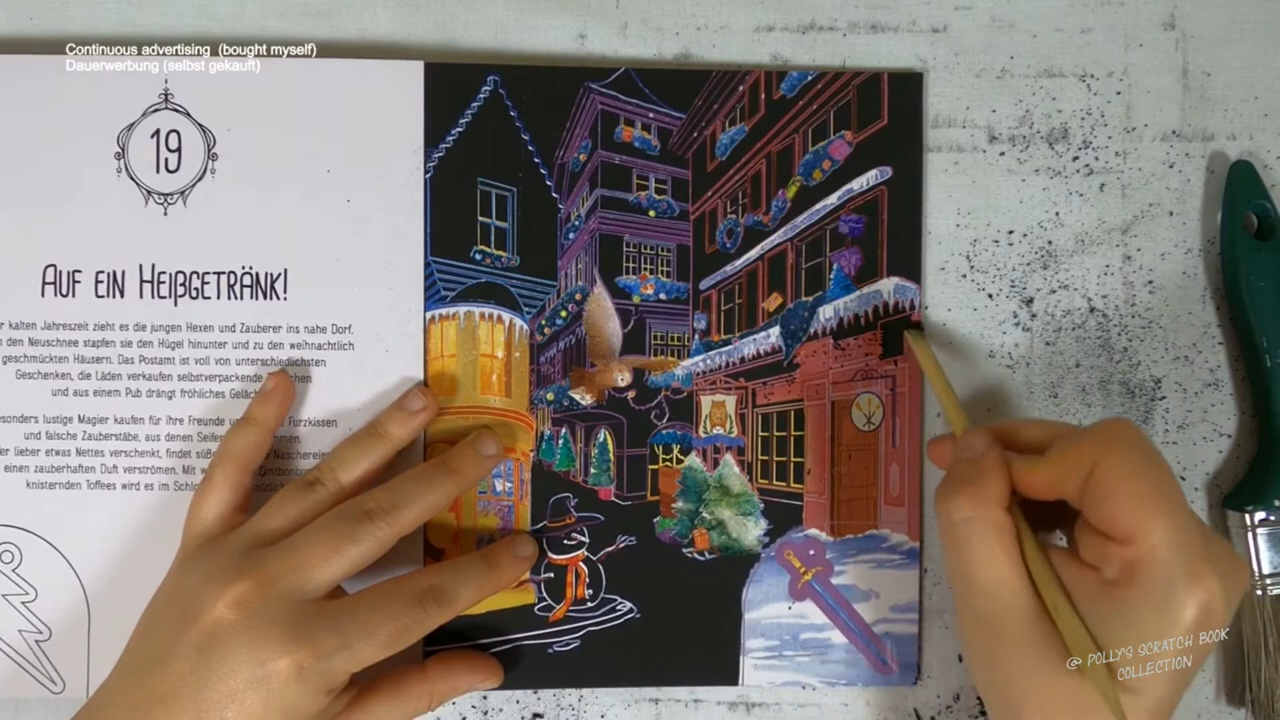 Continuous advertising (bought myself)
Dauerwerbung (selbst gekauft)
19
AUF EIN HEIßGETRÄNK!
kalten Jahreszeit zieht es die jungen Hexen und Zauberer ins nahe Dorf.
den Neuschnee stapfen sie den Hügel hinunter und zu den weihnachtlich
geschmückten Häusern. Das Postamt ist voll von unterschiedlichsten
Geschenken, die Läden verkaufen selbstverpackende
und aus einem Pub drängt fröhliches
lustige Magier kaufen für ihre Freunde Furzkissen
und falsche Zauberstäbe, aus denen
lieber etwas Nettes verschenkt, findet
einen zauberhaften Duft verströmen. Mit
knisternden Toffees wird es im
@ POLLY'S SCRATCH BOOK
COLLECTION